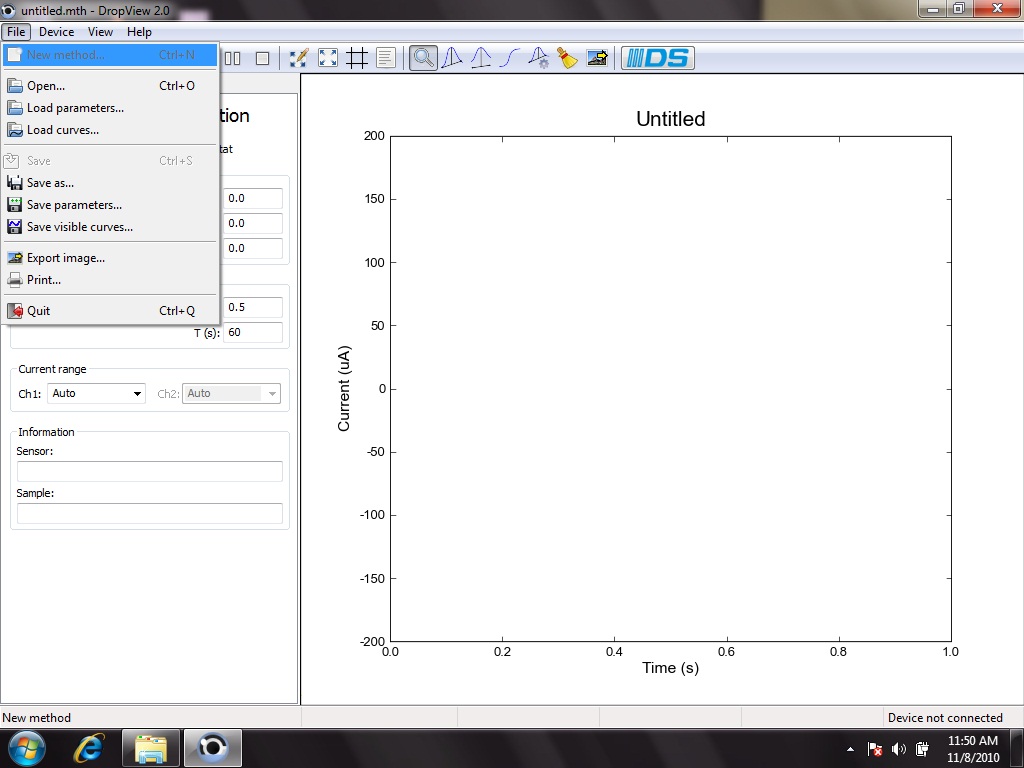 untitled.mth - DropView 2.0
File Device View Help
New method... Ctrl+N
Open... Ctrl+O
Load parameters...
Load curves...
Save Ctrl+S
Save as...
Save parameters...
Save visible curves...
Export image...
Print...
Quit Ctrl+Q
DS
tion
tat
0.0
0.0
0.0
0.5
T (s): 60
Current range
Ch1: Auto Ch2: Auto
Information
Sensor:
Sample:
Untitled
200
150
100
50
0
-50
-100
-150
-200
Current (uA)
0.0 0.2 0.4 0.6 0.8 1.0
Time (s)
New method
Device not connected
11:50 AM
11/8/2010